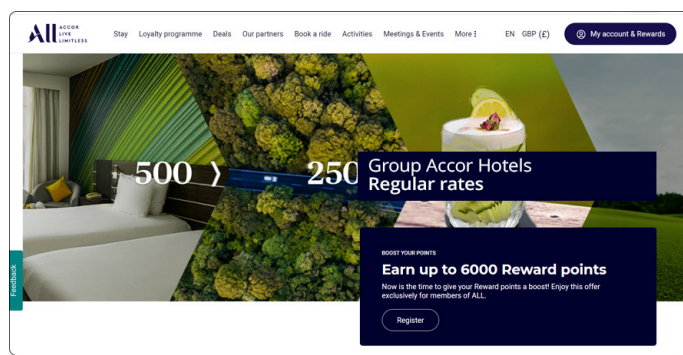 ALL ACCOR
LIVE
LIMITLESS
Stay Loyalty programme Deals Our partners Book a ride Activities Meetings & Events More EN GBP (£) My account & Rewards
500 > 250
Group Accor Hotels
Regular rates
BOOST YOUR POINTS
Earn up to 6000 Reward points
Now is the time to give your Reward points a boost! Enjoy this offer
exclusively for members of ALL.
Register
Feedback